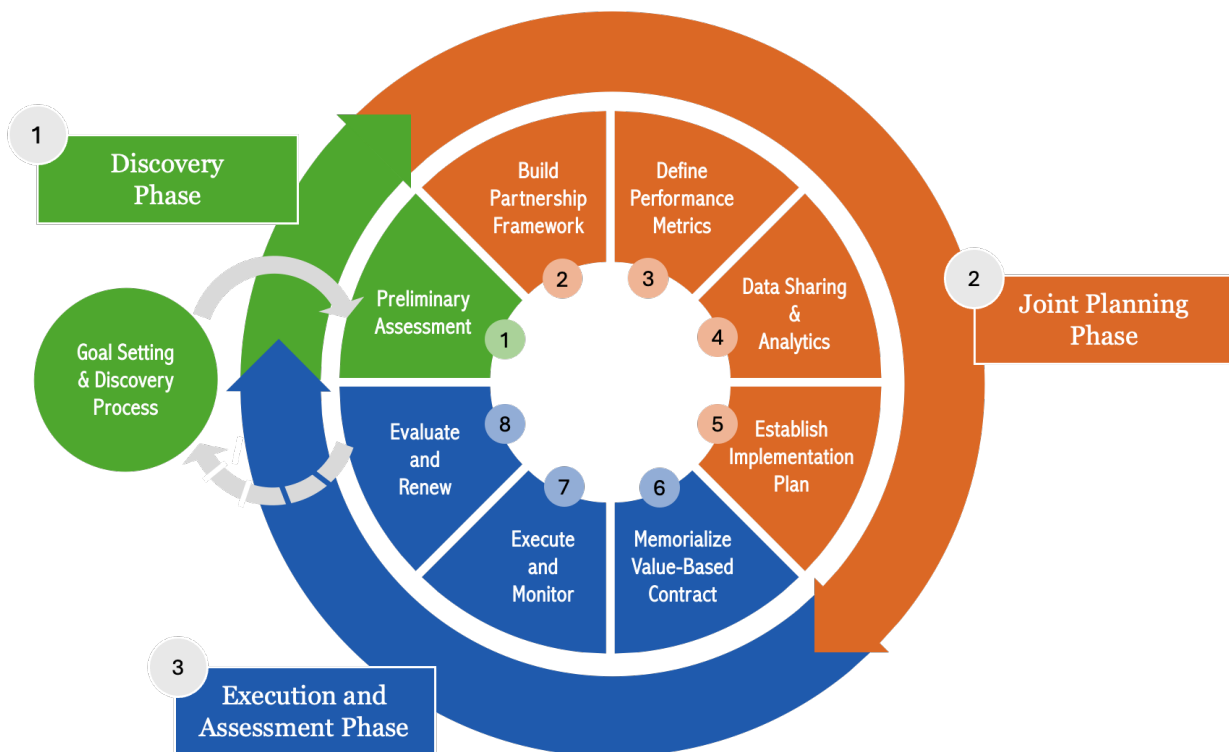 1
Discovery
Phase
Goal Setting
& Discovery
Process
Preliminary
Assessment
1
Build
Partnership
Framework
2
Define
Performance
Metrics
3
Data Sharing
&
Analytics
4
2
Joint Planning
Phase
Establish
Implementation
Plan
5
Memorialize
Value-Based
Contract
6
Execute
and
Monitor
7
Evaluate
and
Renew
8
3
Execution and
Assessment Phase